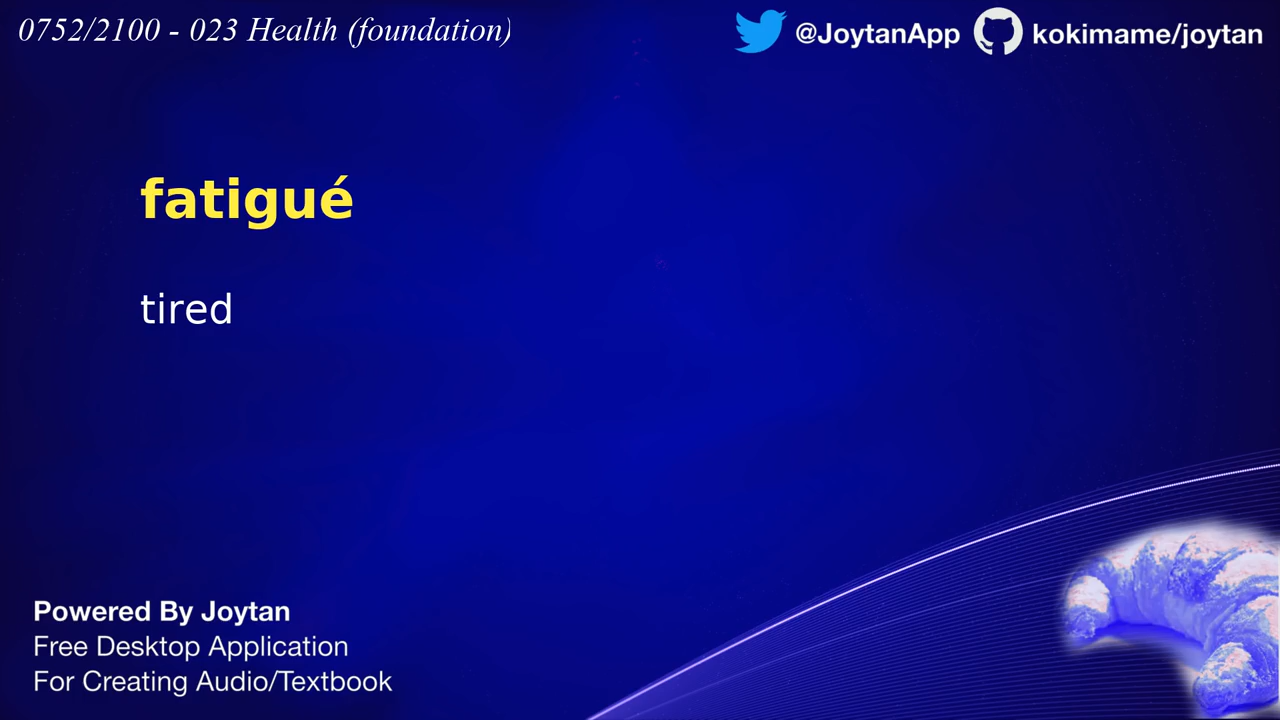 0752/2100 - 023 Health (foundation)
@JoytanApp
kokimame/joytan
fatigué
tired
Powered By Joytan
Free Desktop Application
For Creating Audio/Textbook